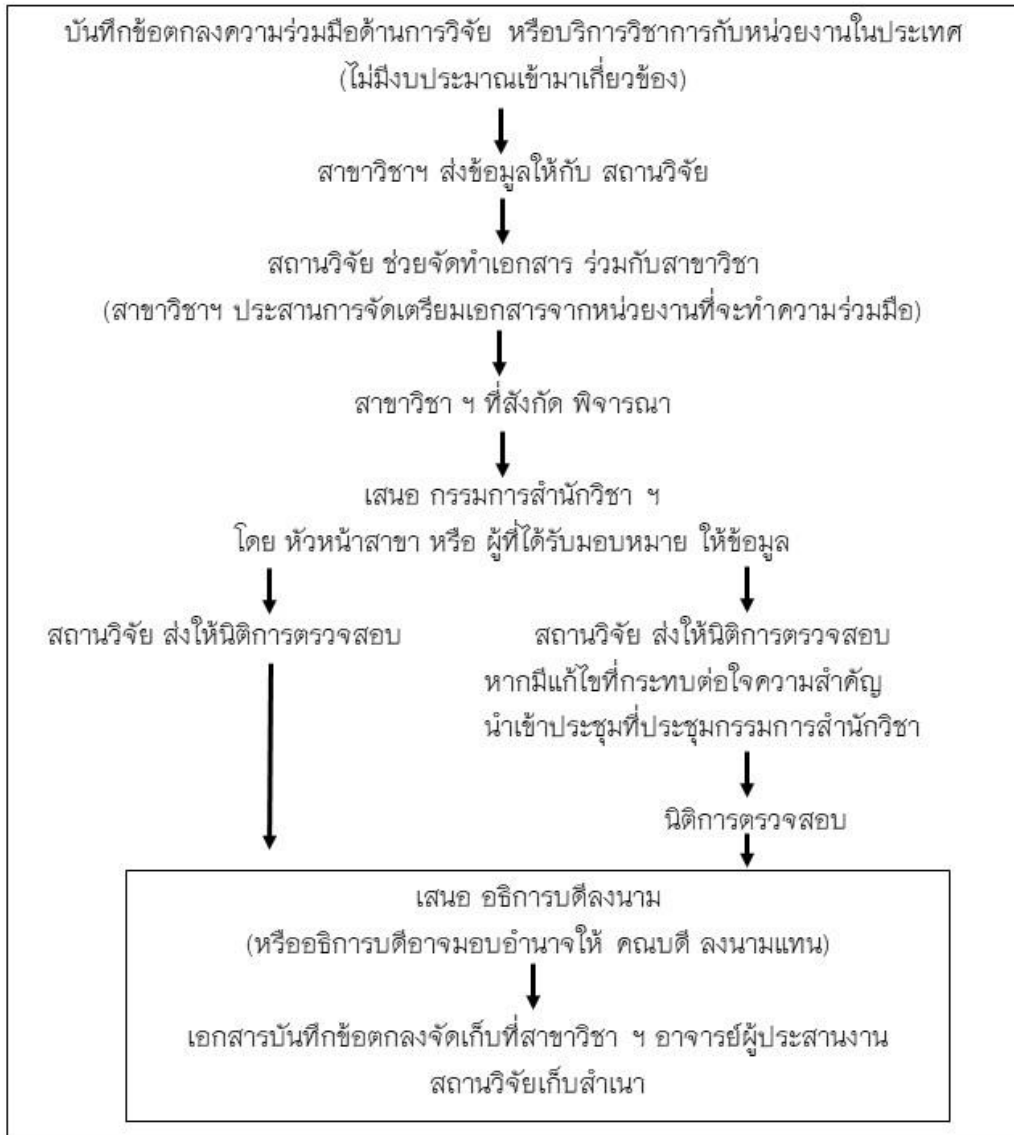 บันทึกข้อตกลงความร่วมมือด้านการวิจัย หรือบริการวิชาการกับหน่วยงานในประเทศ
(ไม่มีงบประมาณเข้ามาเกี่ยวข้อง)
สาขาวิชาฯ ส่งข้อมูลให้กับ สถานวิจัย
สถานวิจัย ช่วยจัดทำเอกสาร ร่วมกับสาขาวิชา
(สาขาวิชาฯ ประสานการจัดเตรียมเอกสารจากหน่วยงานที่จะทำความร่วมมือ)
สาขาวิชา ฯ ที่สังกัด พิจารณา
เสนอ กรรมการสำนักวิชา ฯ
โดย หัวหน้าสาขา หรือ ผู้ที่ได้รับมอบหมาย ให้ข้อมูล
สถานวิจัย ส่งให้นิติการตรวจสอบ
สถานวิจัย ส่งให้นิติการตรวจสอบ
หากมีแก้ไขที่กระทบต่อใจความสำคัญ
นำเข้าประชุมที่ประชุมกรรมการสำนักวิชา
นิติการตรวจสอบ
เสนอ อธิการบดีลงนาม
(หรืออธิการบดีอาจมอบอำนาจให้ คณบดี ลงนามแทน)
เอกสารบันทึกข้อตกลงจัดเก็บที่สาขาวิชา ฯ อาจารย์ผู้ประสานงาน
สถานวิจัยเก็บสำเนา